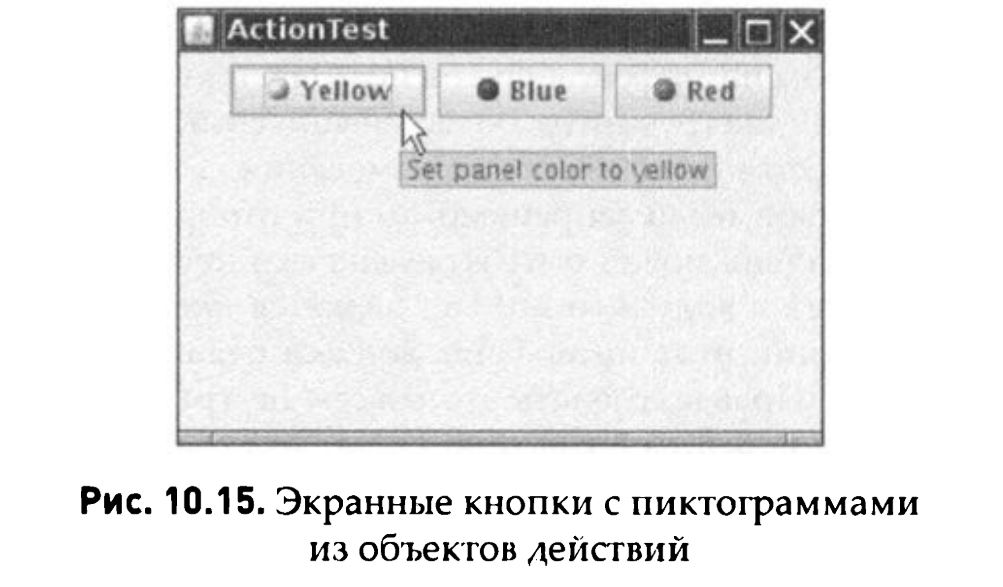 ActionTest
Yellow Blue Red
Set panel color to yellow
Рис. 10.15. Экранные кнопки с пиктограммами
из объектов действий